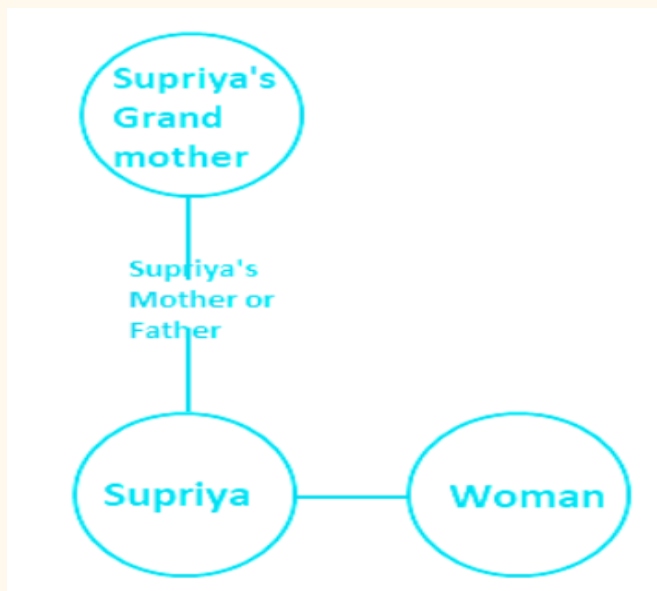 Supriya's
Grand
mother
Supriya's
Mother or
Father
Supriya
Woman